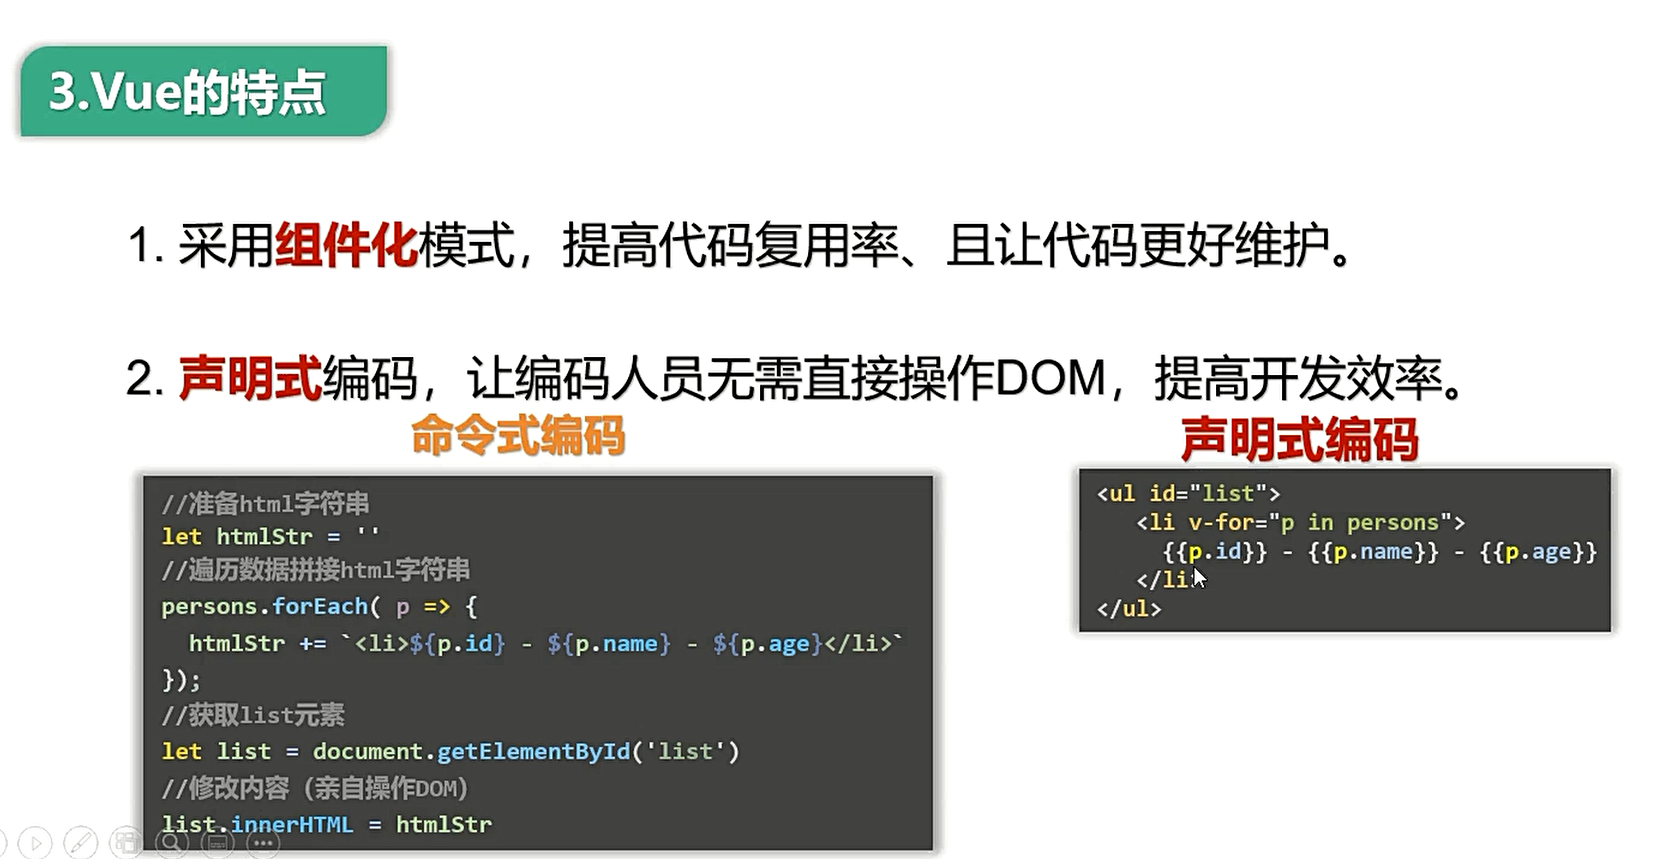 3.Vue的特点
1. 采用组件化模式，提高代码复用率、且让代码更好维护。
2. 声明式编码，让编码人员无需直接操作DOM，提高开发效率。
命令式编码
//准备html字符串
let htmlStr = ''
//遍历数据拼接html字符串
persons.forEach( p => {
htmlStr += `<li>${p.id} - ${p.name} - ${p.age}</li>`
});
//获取list元素
let list = document.getElementById('list')
//修改内容（亲自操作DOM）
list.innerHTML = htmlStr
声明式编码
<ul id="list">
<li v-for="p in persons">
{{p.id}} - {{p.name}} - {{p.age}}
</li>
</ul>